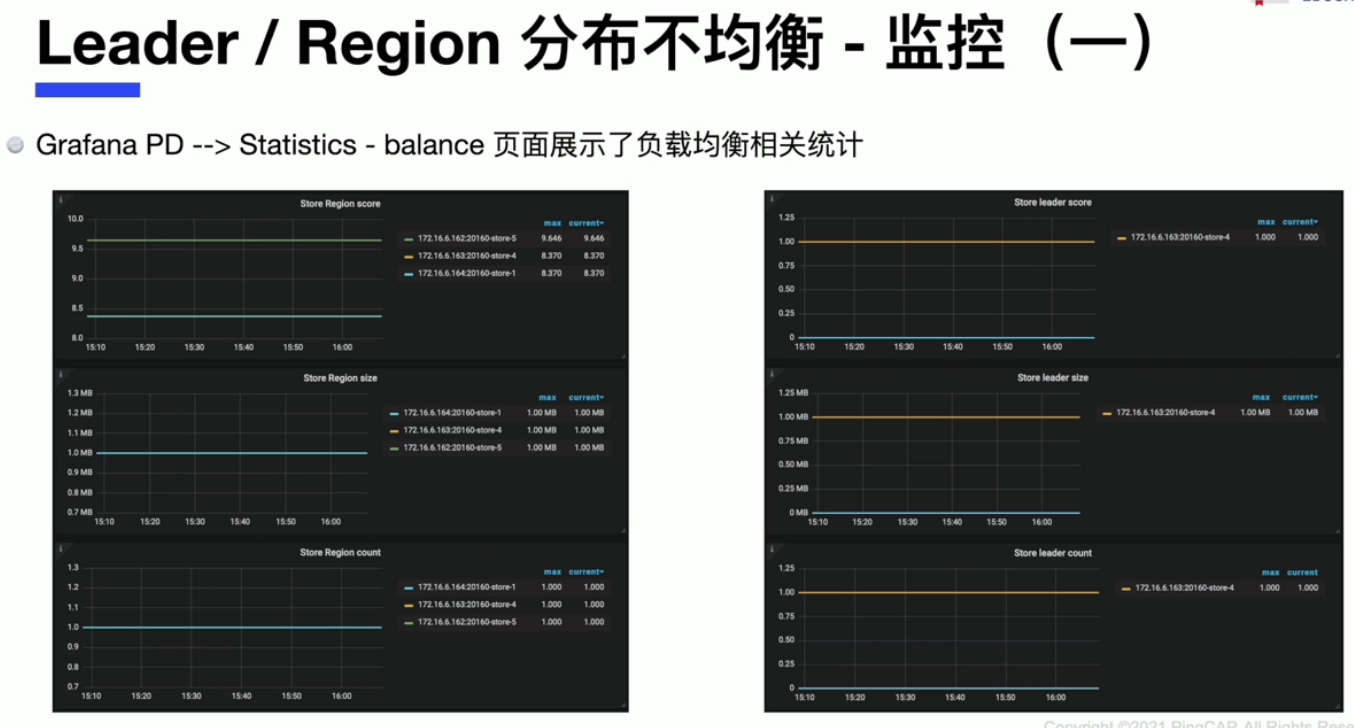 Leader / Region 分布不均衡 - 监控（一）
Grafana PD --> Statistics - balance 页面展示了负载均衡相关统计
Store Region score
max current
10.0
9.5
9.0
8.5
8.0
172.16.6.162:20160-store-5 9.646 9.646
172.16.6.163:20160-store-4 8.370 8.370
172.16.6.164:20160-store-1 8.370 8.370
15:10 15:20 15:30 15:40 15:50 16:00
Store Region size
max current
1.3 MB
1.2 MB
1.1 MB
1.0 MB
0.9 MB
0.8 MB
0.7 MB
172.16.6.164:20160-store-1 1.00 MB 1.00 MB
172.16.6.163:20160-store-4 1.00 MB 1.00 MB
172.16.6.162:20160-store-5 1.00 MB 1.00 MB
15:10 15:20 15:30 15:40 15:50 16:00
Store Region count
max current
1.3
1.2
1.1
1.0
0.9
0.8
0.7
172.16.6.164:20160-store-1 1.000 1.000
172.16.6.163:20160-store-4 1.000 1.000
172.16.6.162:20160-store-5 1.000 1.000
15:10 15:20 15:30 15:40 15:50 16:00
Store leader score
max current
1.25
1.00
0.75
0.50
0.25
0
172.16.6.163:20160-store-4 1.000 1.000
15:10 15:20 15:30 15:40 15:50 16:00
Store leader size
max current
1.25 MB
1.00 MB
0.75 MB
0.50 MB
0.25 MB
0 MB
172.16.6.163:20160-store-4 1.00 MB 1.00 MB
15:10 15:20 15:30 15:40 15:50 16:00
Store leader count
max current
1.25
1.00
0.75
0.50
0.25
0
172.16.6.163:20160-store-4 1.000 1.000
15:10 15:20 15:30 15:40 15:50 16:00
Copyright ©2021 PingCAP. All Rights Rese